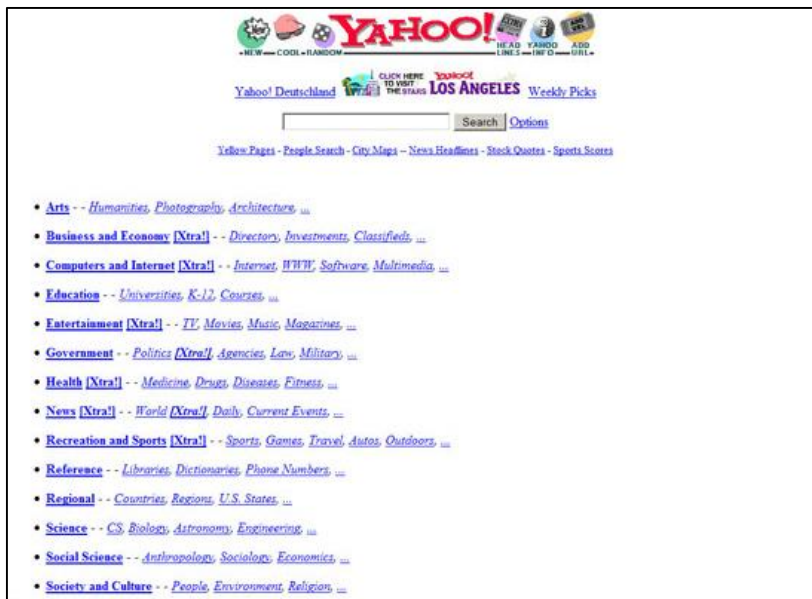 YAHOO!
NEW COOL RANDOM HEAD LINES YAHOO INFO ADD URL
Yahoo! Deutschland CLICK HERE TO VISIT THE STARS YAHOO! LOS ANGELES Weekly Picks
Search Options
Yellow Pages - People Search - City Maps -- News Headlines - Stock Quotes - Sports Scores
• Arts - - Humanities, Photography, Architecture, ...
• Business and Economy [Xtra!] - - Directory, Investments, Classifieds, ...
• Computers and Internet [Xtra!] - - Internet, WWW, Software, Multimedia, ...
• Education - - Universities, K-12, Courses, ...
• Entertainment [Xtra!] - - TV, Movies, Music, Magazines, ...
• Government - - Politics [Xtra!], Agencies, Law, Military, ...
• Health [Xtra!] - - Medicine, Drugs, Diseases, Fitness, ...
• News [Xtra!] - - World [Xtra!], Daily, Current Events, ...
• Recreation and Sports [Xtra!] - - Sports, Games, Travel, Autos, Outdoors, ...
• Reference - - Libraries, Dictionaries, Phone Numbers, ...
• Regional - - Countries, Regions, U.S. States, ...
• Science - - CS, Biology, Astronomy, Engineering, ...
• Social Science - - Anthropology, Sociology, Economics, ...
• Society and Culture - - People, Environment, Religion, ...